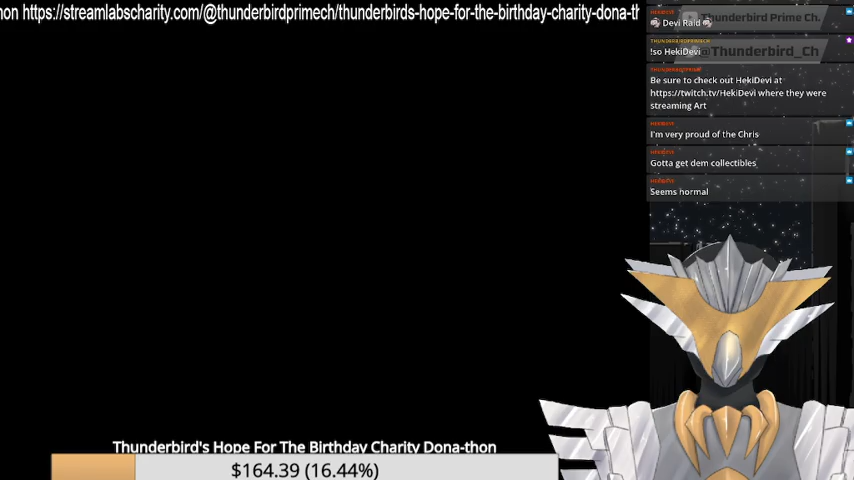 non https://streamlabscharity.com/@thunderbirdprimech/thunderbirds-hope-for-the-birthday-charity-dona-th
Thunderbird Prime Ch.
Devi Raid
THUNDERBIRDPRIMECH
@Thunderbird_Ch
!so HekiDevi
Be sure to check out HekiDevi at
https://twitch.tv/HekiDevi where they were
streaming Art
I'm very proud of the Chris
Gotta get dem collectibles
Seems hormal
Thunderbird's Hope For The Birthday Charity Dona-thon
$164.39 (16.44%)